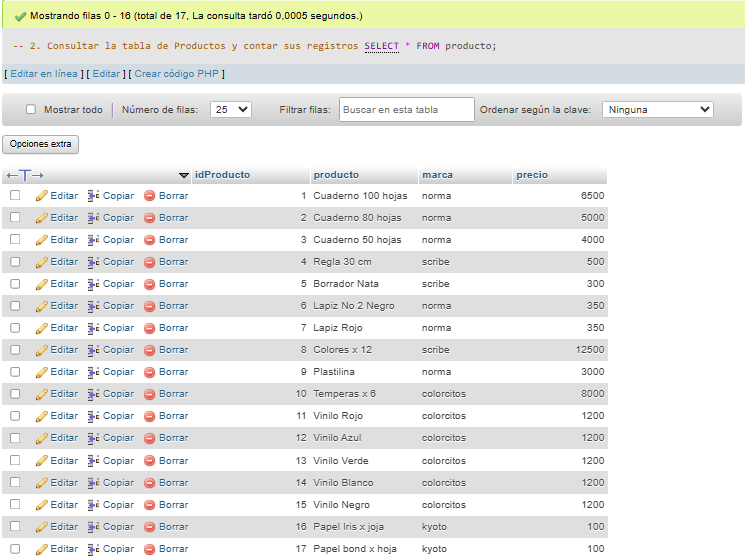 Mostrando filas 0 - 16 (total de 17, La consulta tardó 0,0005 segundos.)
-- 2. Consultar la tabla de Productos y contar sus registros SELECT * FROM producto;
[ Editar en línea ] [ Editar ] [ Crear código PHP ]
Mostrar todo Número de filas: 25 Filtrar filas: Buscar en esta tabla Ordenar según la clave: Ninguna
Opciones extra
←T→ idProducto producto marca precio
Editar Copiar Borrar 1 Cuaderno 100 hojas norma 6500
Editar Copiar Borrar 2 Cuaderno 80 hojas norma 5000
Editar Copiar Borrar 3 Cuaderno 50 hojas norma 4000
Editar Copiar Borrar 4 Regla 30 cm scribe 500
Editar Copiar Borrar 5 Borrador Nata scribe 300
Editar Copiar Borrar 6 Lapiz No 2 Negro norma 350
Editar Copiar Borrar 7 Lapiz Rojo norma 350
Editar Copiar Borrar 8 Colores x 12 scribe 12500
Editar Copiar Borrar 9 Plastilina norma 3000
Editar Copiar Borrar 10 Temperas x 6 colorcitos 8000
Editar Copiar Borrar 11 Vinilo Rojo colorcitos 1200
Editar Copiar Borrar 12 Vinilo Azul colorcitos 1200
Editar Copiar Borrar 13 Vinilo Verde colorcitos 1200
Editar Copiar Borrar 14 Vinilo Blanco colorcitos 1200
Editar Copiar Borrar 15 Vinilo Negro colorcitos 1200
Editar Copiar Borrar 16 Papel Iris x joja kyoto 100
Editar Copiar Borrar 17 Papel bond x hoja kyoto 100